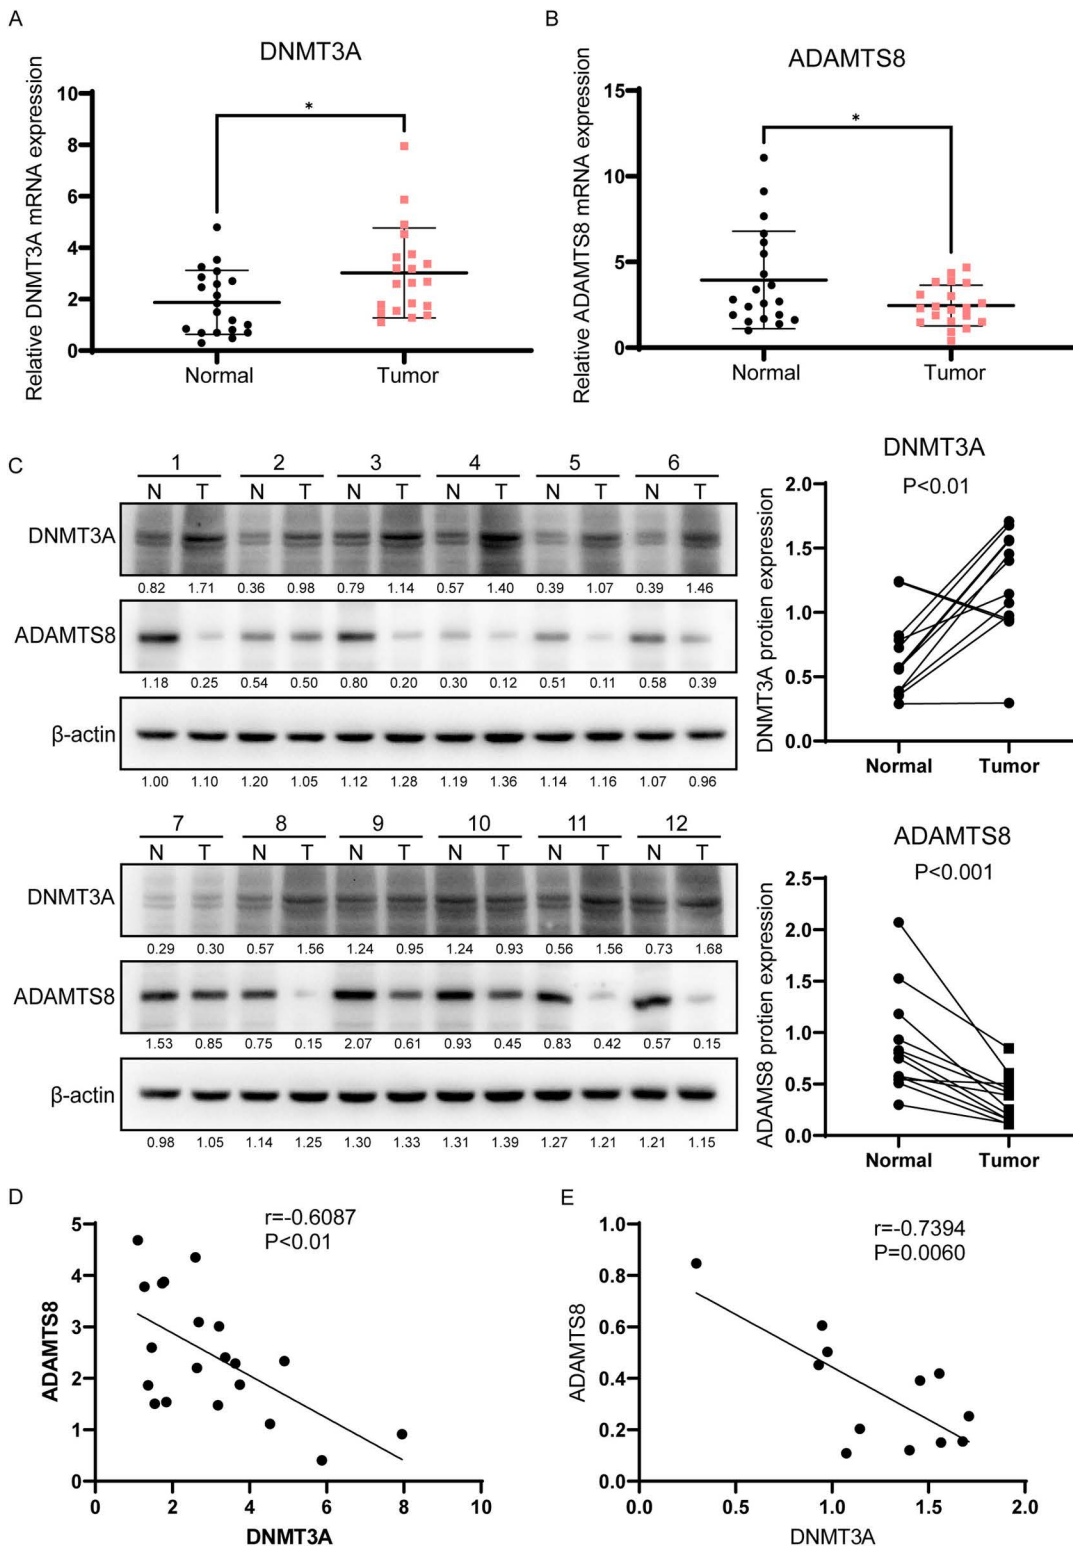 A
DNMT3A
Relative DNMT3A mRNA expression
10
8
6
4
2
0
*
Normal Tumor
B
ADAMTS8
Relative ADAMTS8 mRNA expression
15
10
5
0
*
Normal Tumor
C
1 2 3 4 5 6
N T N T N T N T N T N T
DNMT3A
0.82 1.71 0.36 0.98 0.79 1.14 0.57 1.40 0.39 1.07 0.39 1.46
ADAMTS8
1.18 0.25 0.54 0.50 0.80 0.20 0.30 0.12 0.51 0.11 0.58 0.39
β-actin
1.00 1.10 1.20 1.05 1.12 1.28 1.19 1.36 1.14 1.16 1.07 0.96
DNMT3A
P<0.01
DNMT3A protien expression
2.0
1.5
1.0
0.5
0.0
Normal Tumor
7 8 9 10 11 12
N T N T N T N T N T N T
DNMT3A
0.29 0.30 0.57 1.56 1.24 0.95 1.24 0.93 0.56 1.56 0.73 1.68
ADAMTS8
1.53 0.85 0.75 0.15 2.07 0.61 0.93 0.45 0.83 0.42 0.57 0.15
β-actin
0.98 1.05 1.14 1.25 1.30 1.33 1.31 1.39 1.27 1.21 1.21 1.15
ADAMTS8
P<0.001
ADAMS8 protien expression
2.5
2.0
1.5
1.0
0.5
0.0
Normal Tumor
D
r=-0.6087
P<0.01
ADAMTS8
5
4
3
2
1
0
0 2 4 6 8 10
DNMT3A
E
r=-0.7394
P=0.0060
ADAMTS8
1.0
0.8
0.6
0.4
0.2
0.0
0.0 0.5 1.0 1.5 2.0
DNMT3A